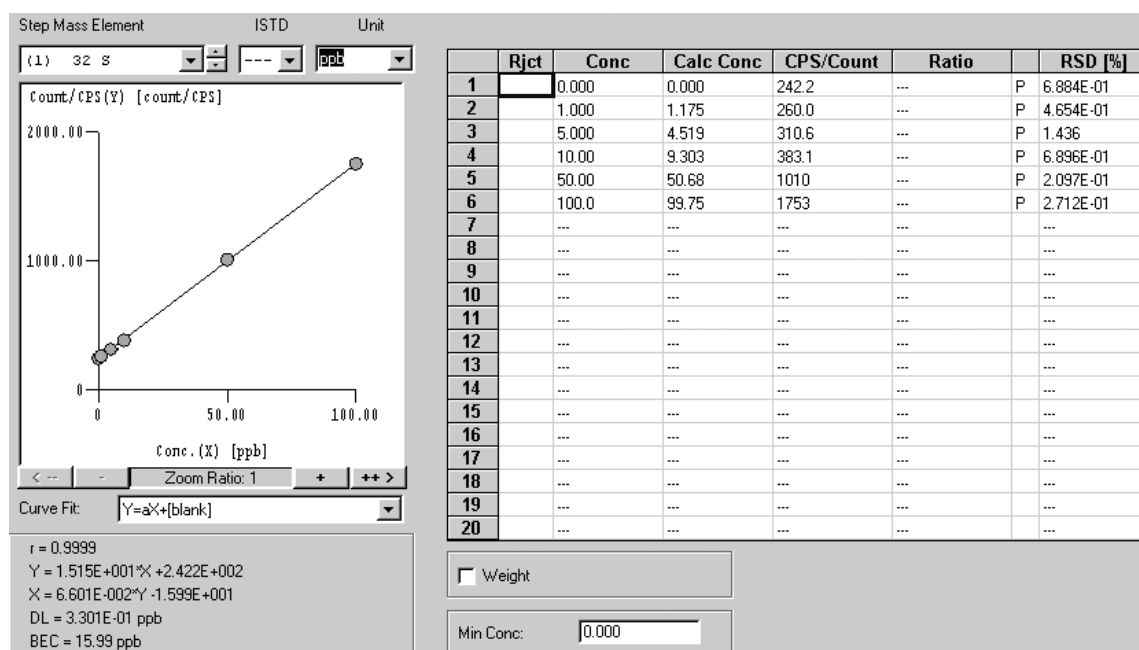 Step Mass Element ISTD Unit
(1) 32 S --- ppb
Count/CPS(Y) [count/CPS]
2000.00
1000.00
0
0 50.00 100.00
Conc.(X) [ppb]
< -- - Zoom Ratio: 1 + ++ >
Curve Fit: Y=aX+[blank]
r = 0.9999
Y = 1.515E+001*X +2.422E+002
X = 6.601E-002*Y -1.599E+001
DL = 3.301E-01 ppb
BEC = 15.99 ppb
Rjct Conc Calc Conc CPS/Count Ratio RSD [%]
1 0.000 0.000 242.2 --- P 6.884E-01
2 1.000 1.175 260.0 --- P 4.654E-01
3 5.000 4.519 310.6 --- P 1.436
4 10.00 9.303 383.1 --- P 6.896E-01
5 50.00 50.68 1010 --- P 2.097E-01
6 100.0 99.75 1753 --- P 2.712E-01
7 --- --- --- --- ---
8 --- --- --- --- ---
9 --- --- --- --- ---
10 --- --- --- --- ---
11 --- --- --- --- ---
12 --- --- --- --- ---
13 --- --- --- --- ---
14 --- --- --- --- ---
15 --- --- --- --- ---
16 --- --- --- --- ---
17 --- --- --- --- ---
18 --- --- --- --- ---
19 --- --- --- --- ---
20 --- --- --- --- ---
Weight
Min Conc: 0.000